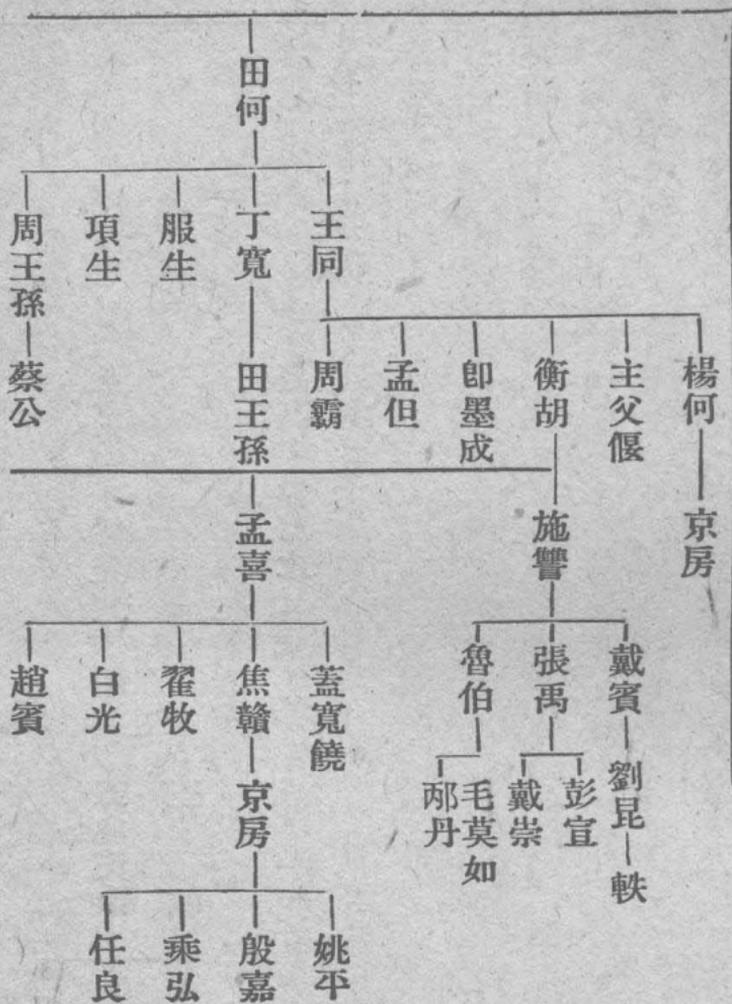 田何
王同
丁寬
服生
項生
周王孫
蔡公
田王孫
楊何
主父偃
衡胡
卽墨成
孟但
周霸
京房
施讐
孟喜
戴賓
張禹
魯伯
劉昆
軼
彭宣
戴崇
毛莫如
邴丹
蓋寬饒
焦贛
翟牧
白光
趙賓
京房
姚平
殷嘉
乘弘
任良